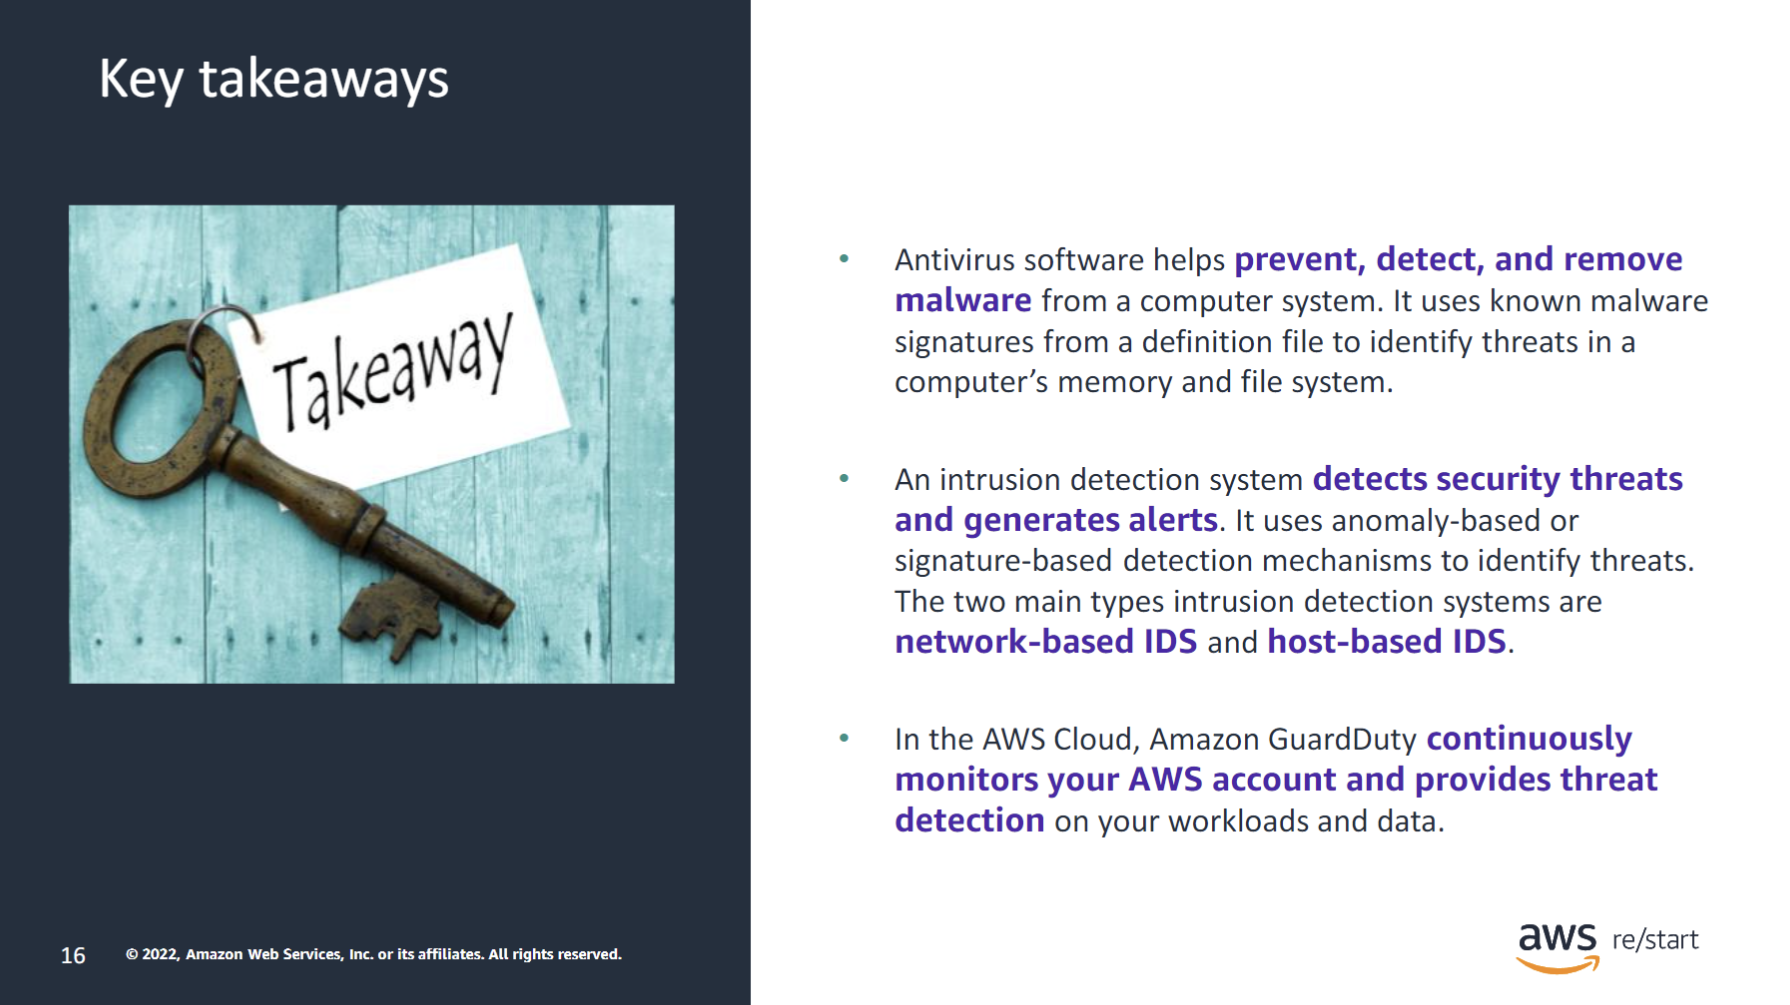 Key takeaways
Takeaway
• Antivirus software helps prevent, detect, and remove
malware from a computer system. It uses known malware
signatures from a definition file to identify threats in a
computer’s memory and file system.
• An intrusion detection system detects security threats
and generates alerts. It uses anomaly-based or
signature-based detection mechanisms to identify threats.
The two main types intrusion detection systems are
network-based IDS and host-based IDS.
• In the AWS Cloud, Amazon GuardDuty continuously
monitors your AWS account and provides threat
detection on your workloads and data.
16 © 2022, Amazon Web Services, Inc. or its affiliates. All rights reserved.
aws re/start